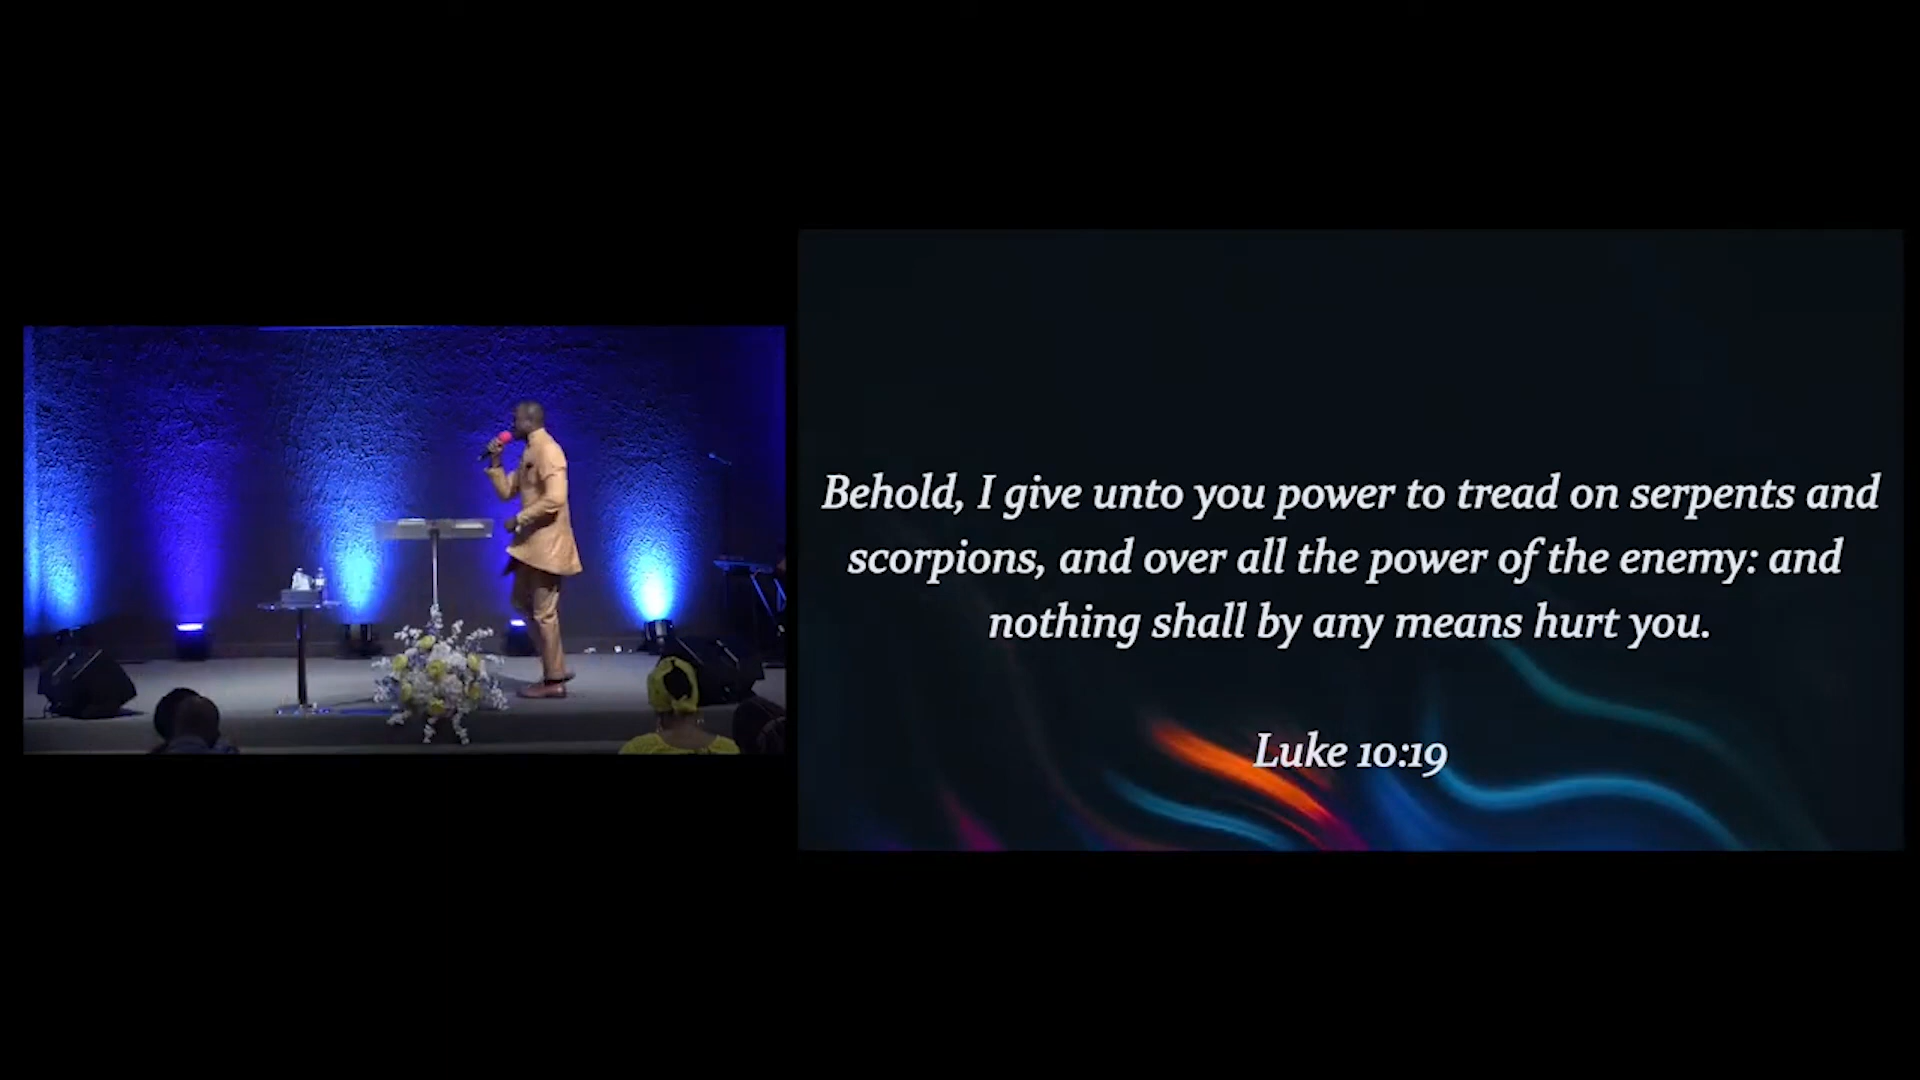 Behold, I give unto you power to tread on serpents and
scorpions, and over all the power of the enemy: and
nothing shall by any means hurt you.
Luke 10:19